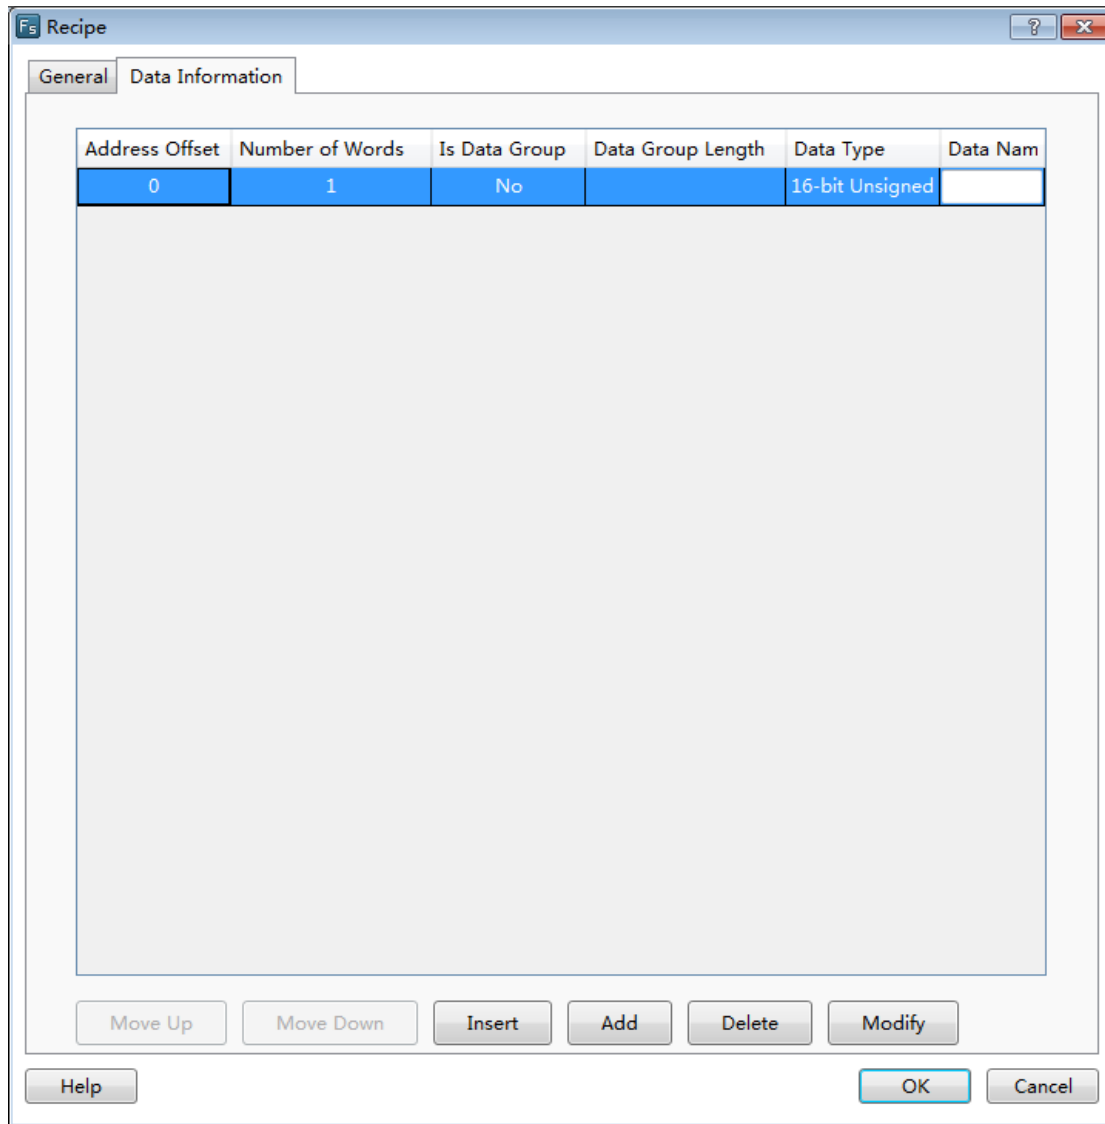 Fs Recipe ?
General Data Information
Address Offset Number of Words Is Data Group Data Group Length Data Type Data Nam
0 1 No 16-bit Unsigned
Move Up Move Down Insert Add Delete Modify
Help OK Cancel